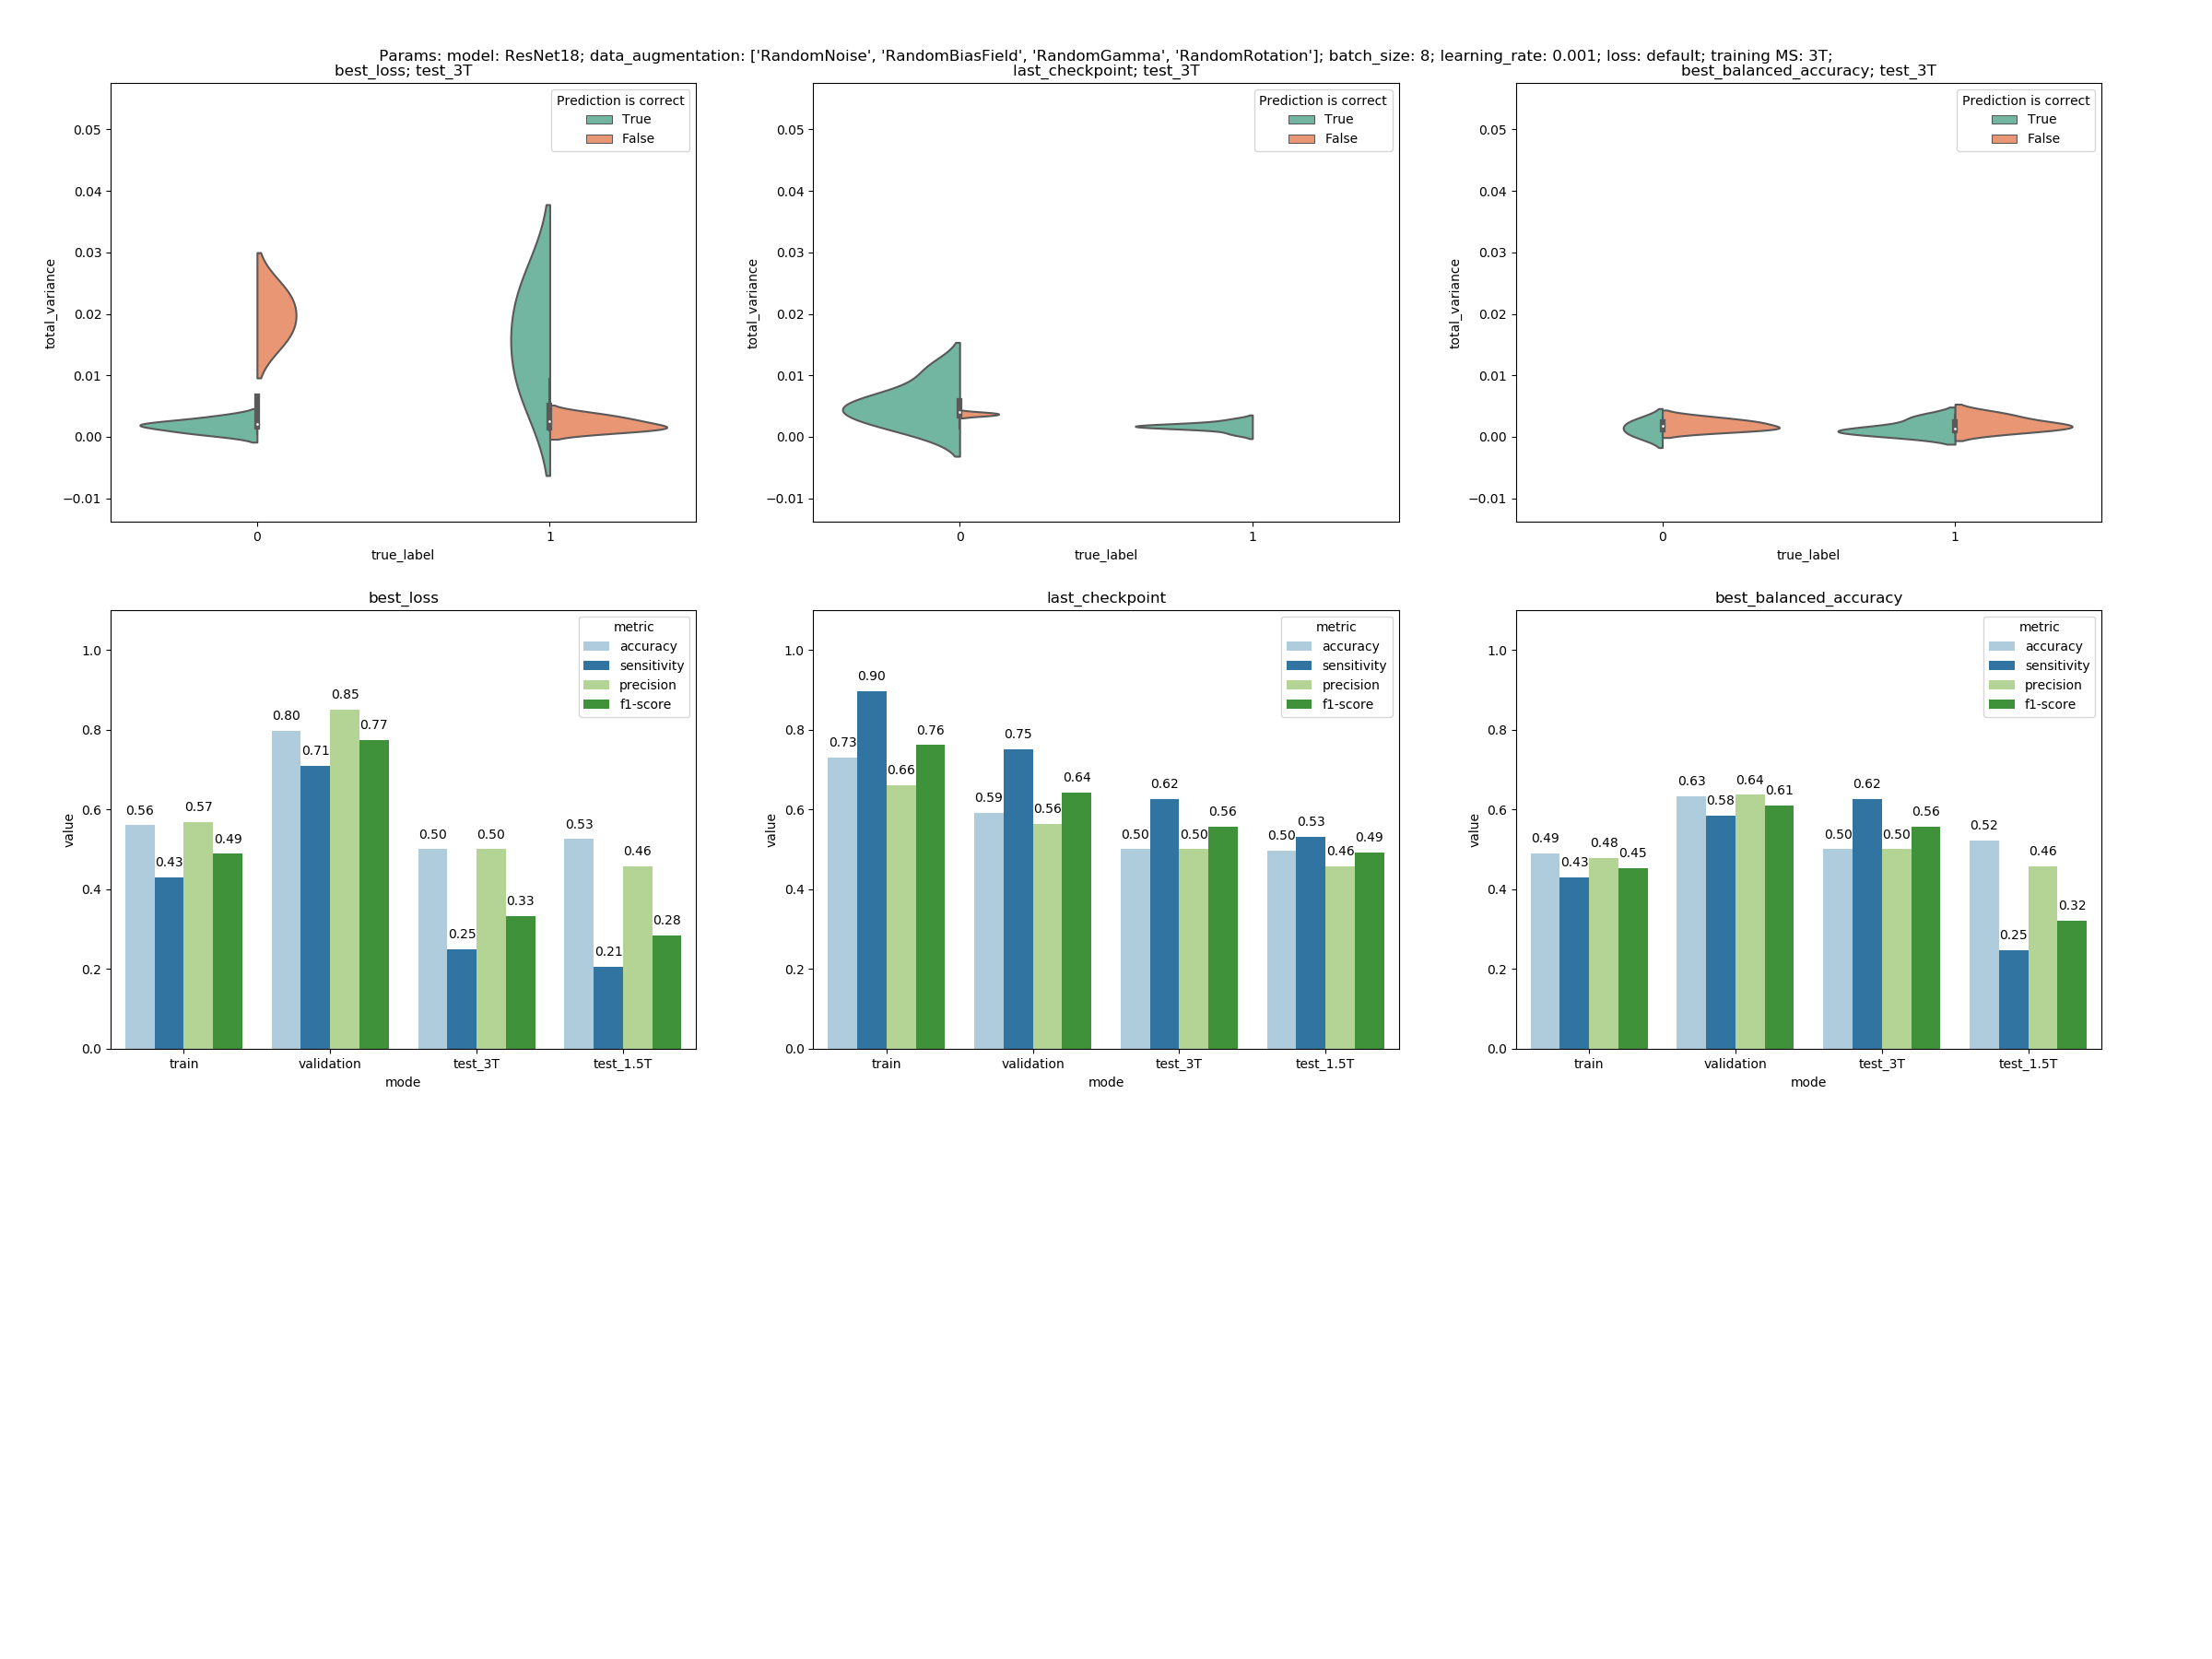 Params: model: ResNet18; data_augmentation: ['RandomNoise', 'RandomBiasField', 'RandomGamma', 'RandomRotation']; batch_size: 8; learning_rate: 0.001; loss: default; training MS: 3T;
best_loss; test_3T
Prediction is correct
True
False
total_variance
0.05
0.04
0.03
0.02
0.01
0.00
−0.01
0 1
true_label
last_checkpoint; test_3T
Prediction is correct
True
False
total_variance
0.05
0.04
0.03
0.02
0.01
0.00
−0.01
0 1
true_label
best_balanced_accuracy; test_3T
Prediction is correct
True
False
total_variance
0.05
0.04
0.03
0.02
0.01
0.00
−0.01
0 1
true_label
best_loss
metric
accuracy
sensitivity
precision
f1-score
value
1.0
0.8
0.6
0.4
0.2
0.0
0.56 0.43 0.57 0.49
0.80 0.71 0.85 0.77
0.50 0.25 0.50 0.33
0.53 0.21 0.46 0.28
train validation test_3T test_1.5T
mode
last_checkpoint
metric
accuracy
sensitivity
precision
f1-score
value
1.0
0.8
0.6
0.4
0.2
0.0
0.73 0.90 0.66 0.76
0.59 0.75 0.56 0.64
0.50 0.62 0.50 0.56
0.50 0.53 0.46 0.49
train validation test_3T test_1.5T
mode
best_balanced_accuracy
metric
accuracy
sensitivity
precision
f1-score
value
1.0
0.8
0.6
0.4
0.2
0.0
0.49 0.43 0.48 0.45
0.63 0.58 0.64 0.61
0.50 0.62 0.50 0.56
0.52 0.25 0.46 0.32
train validation test_3T test_1.5T
mode